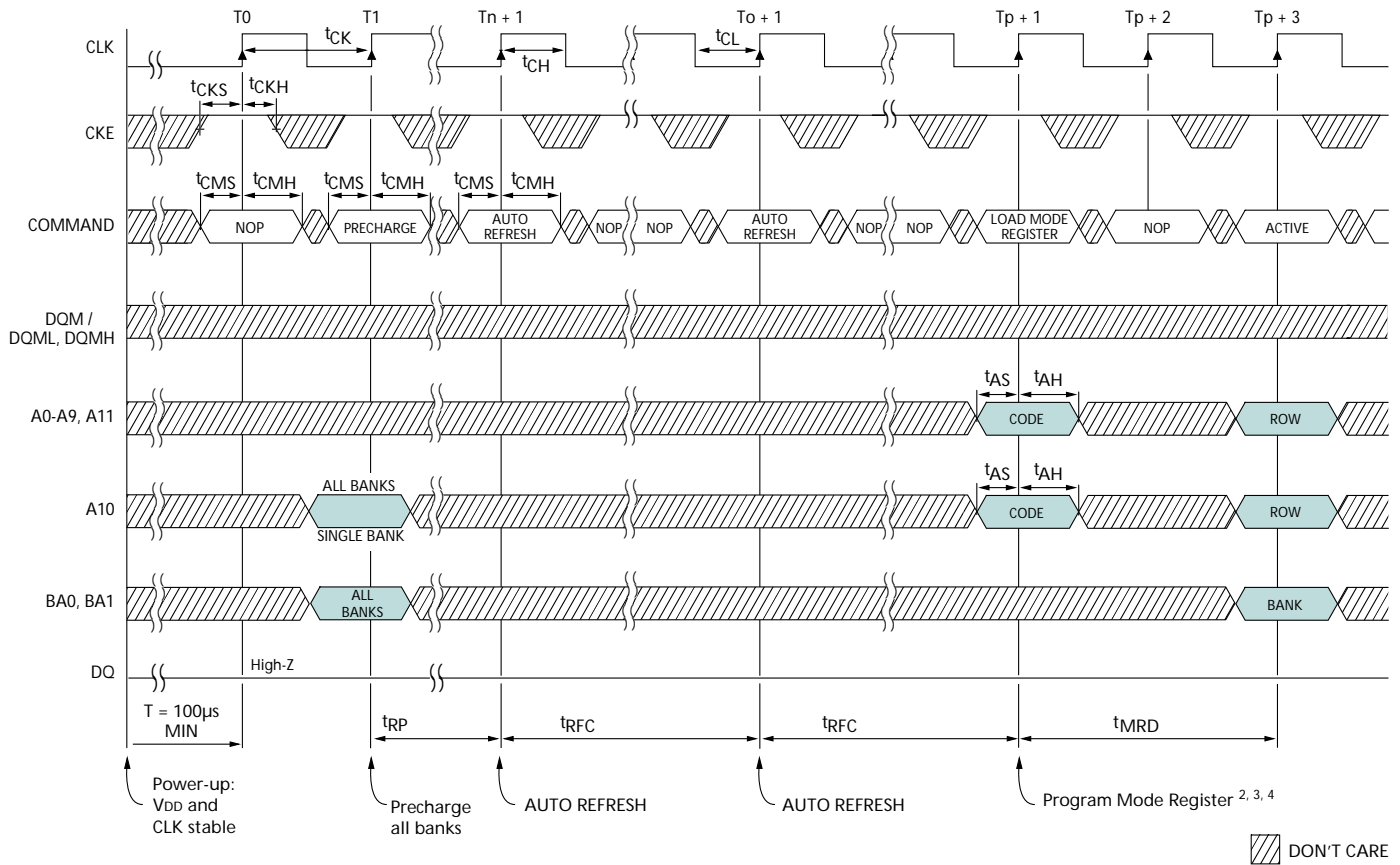 T0 T1 Tn + 1 To + 1 Tp + 1 Tp + 2 Tp + 3
CLK tCK tCH tCL
tCKS tCKH
CKE
tCMS tCMH tCMS tCMH tCMS tCMH
COMMAND NOP PRECHARGE AUTO REFRESH NOP NOP AUTO REFRESH NOP NOP LOAD MODE REGISTER NOP ACTIVE
DQM /
DQML, DQMH
tAS tAH
A0-A9, A11 CODE ROW
ALL BANKS tAS tAH
A10 CODE ROW
SINGLE BANK
BA0, BA1 ALL BANKS BANK
DQ High-Z
T = 100µs
MIN
tRP tRFC tRFC tMRD
Power-up:
VDD and
CLK stable
Precharge
all banks
AUTO REFRESH
AUTO REFRESH
Program Mode Register 2, 3, 4
DON'T CARE